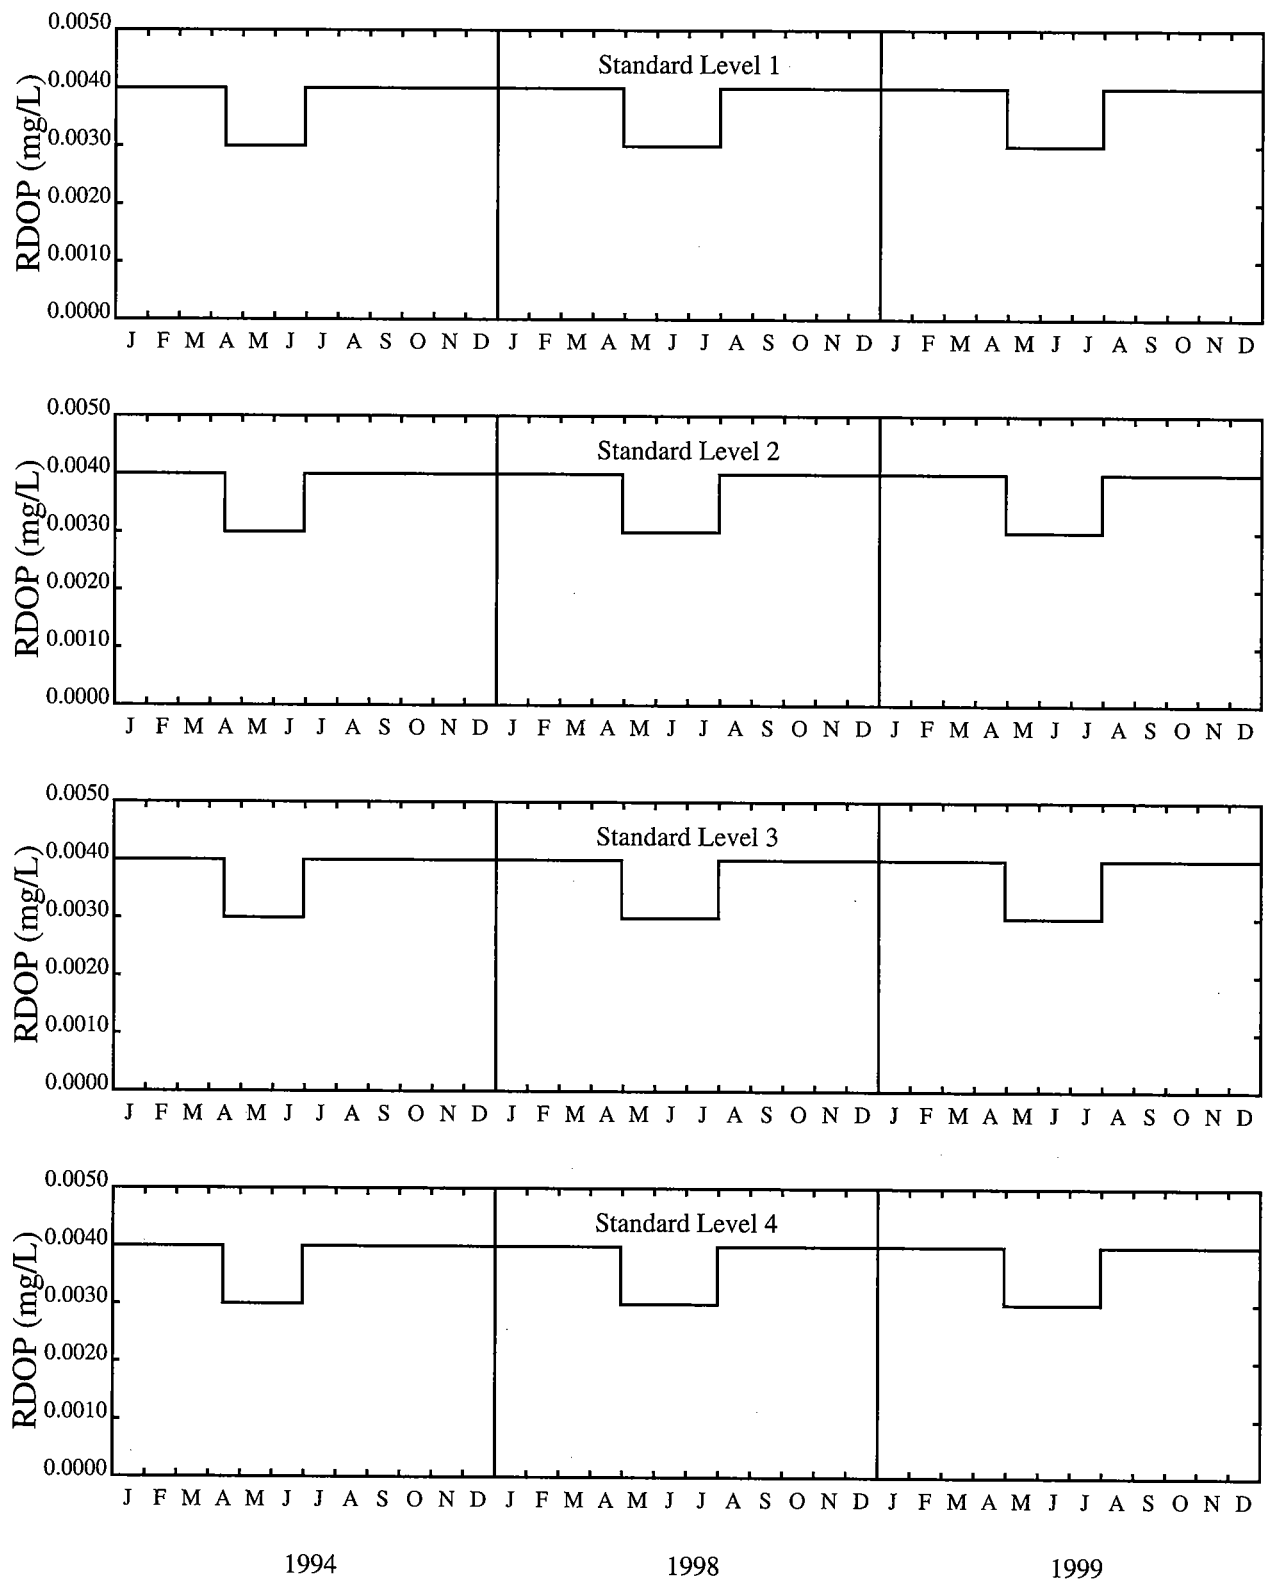 0.0050
0.0040
0.0030
0.0020
0.0010
0.0000
RDOP (mg/L)
Standard Level 1
J F M A M J J A S O N D J F M A M J J A S O N D J F M A M J J A S O N D
0.0050
0.0040
0.0030
0.0020
0.0010
0.0000
RDOP (mg/L)
Standard Level 2
J F M A M J J A S O N D J F M A M J J A S O N D J F M A M J J A S O N D
0.0050
0.0040
0.0030
0.0020
0.0010
0.0000
RDOP (mg/L)
Standard Level 3
J F M A M J J A S O N D J F M A M J J A S O N D J F M A M J J A S O N D
0.0050
0.0040
0.0030
0.0020
0.0010
0.0000
RDOP (mg/L)
Standard Level 4
J F M A M J J A S O N D J F M A M J J A S O N D J F M A M J J A S O N D
1994 1998 1999